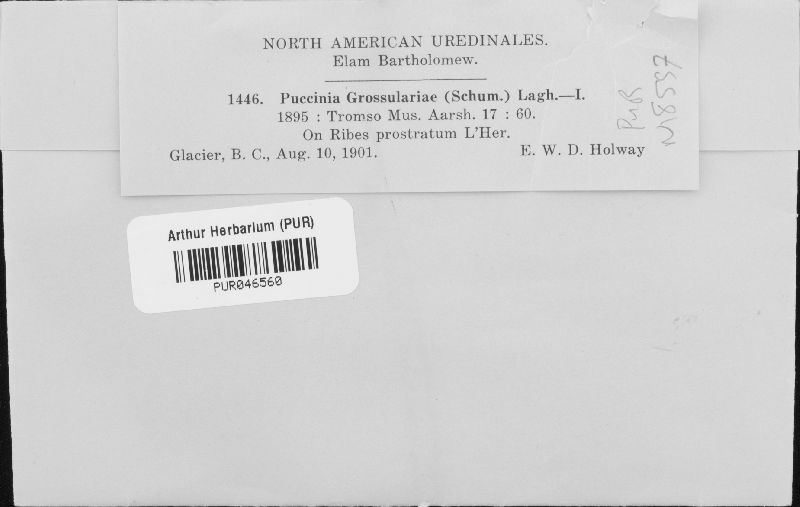 NORTH AMERICAN UREDINALES.
Elam Bartholomew.
1446. Puccinia Grossulariae (Schum.) Lagh.—I.
1895 : Tromso Mus. Aarsh. 17 : 60.
On Ribes prostratum L'Her.
Glacier, B. C., Aug. 10, 1901. E. W. D. Holway
PUR
Arthur Herbarium (PUR)
PUR046560